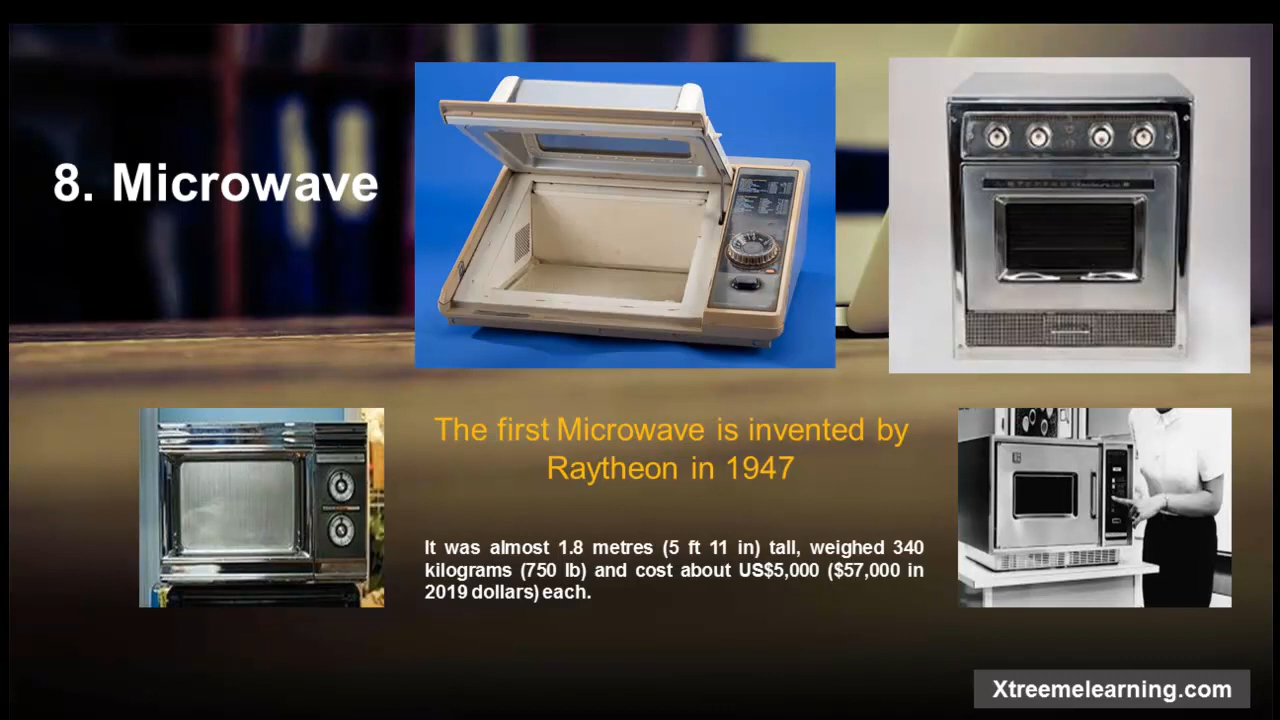 8. Microwave
The first Microwave is invented by
Raytheon in 1947
It was almost 1.8 metres (5 ft 11 in) tall, weighed 340
kilograms (750 lb) and cost about US$5,000 ($57,000 in
2019 dollars) each.
Xtreemelearning.com